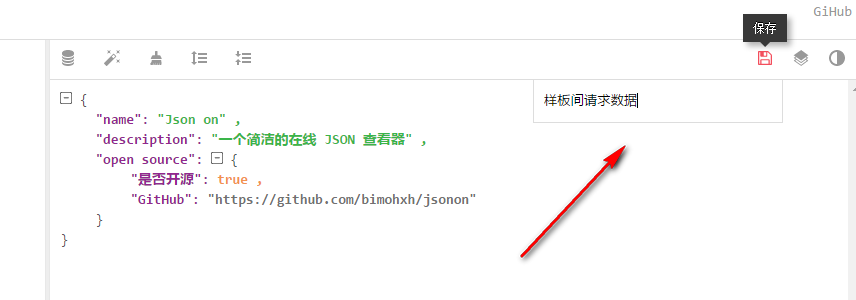 GiHub
保存
样板间请求数据
{
"name": "Json on" ,
"description": "一个简洁的在线 JSON 查看器" ,
"open source": {
"是否开源": true ,
"GitHub": "https://github.com/bimohxh/jsonon"
}
}